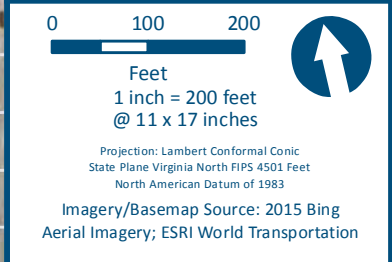 0 100 200
Feet
1 inch = 200 feet
@ 11 x 17 inches
Projection: Lambert Conformal Conic
State Plane Virginia North FIPS 4501 Feet
North American Datum of 1983
Imagery/Basemap Source: 2015 Bing
Aerial Imagery; ESRI World Transportation